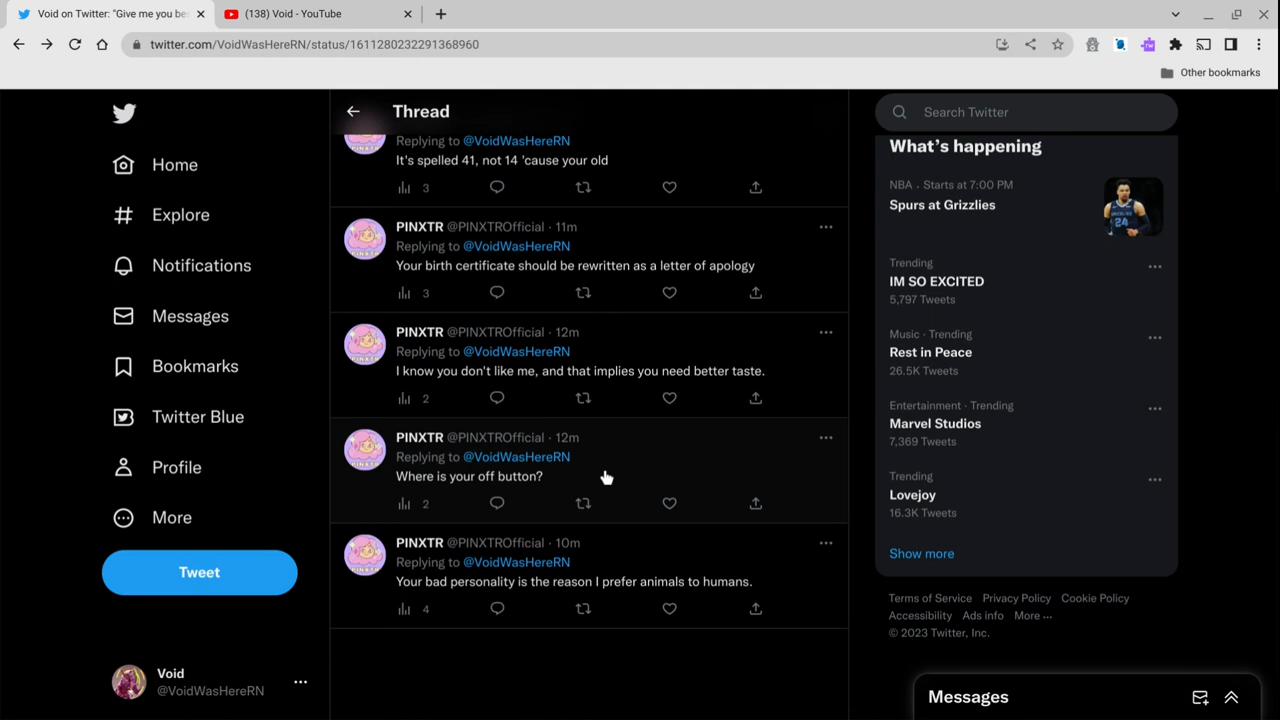 Void on Twitter: "Give me you bes
(138) Void - YouTube
twitter.com/VoidWasHereRN/status/1611280232291368960
Other bookmarks
Home
Explore
Notifications
Messages
Bookmarks
Twitter Blue
Profile
More
Tweet
Void
@VoidWasHereRN
Thread
Replying to @VoidWasHereRN
It's spelled 41, not 14 'cause your old
3
PINXTR @PINXTROfficial · 11m
Replying to @VoidWasHereRN
Your birth certificate should be rewritten as a letter of apology
3
PINXTR @PINXTROfficial · 12m
Replying to @VoidWasHereRN
I know you don't like me, and that implies you need better taste.
2
PINXTR @PINXTROfficial · 12m
Replying to @VoidWasHereRN
Where is your off button?
2
PINXTR @PINXTROfficial · 10m
Replying to @VoidWasHereRN
Your bad personality is the reason I prefer animals to humans.
4
Search Twitter
What's happening
NBA · Starts at 7:00 PM
Spurs at Grizzlies
Trending
IM SO EXCITED
5,797 Tweets
Music · Trending
Rest in Peace
26.5K Tweets
Entertainment · Trending
Marvel Studios
7,369 Tweets
Trending
Lovejoy
16.3K Tweets
Show more
Terms of Service Privacy Policy Cookie Policy
Accessibility Ads info More ···
© 2023 Twitter, Inc.
Messages